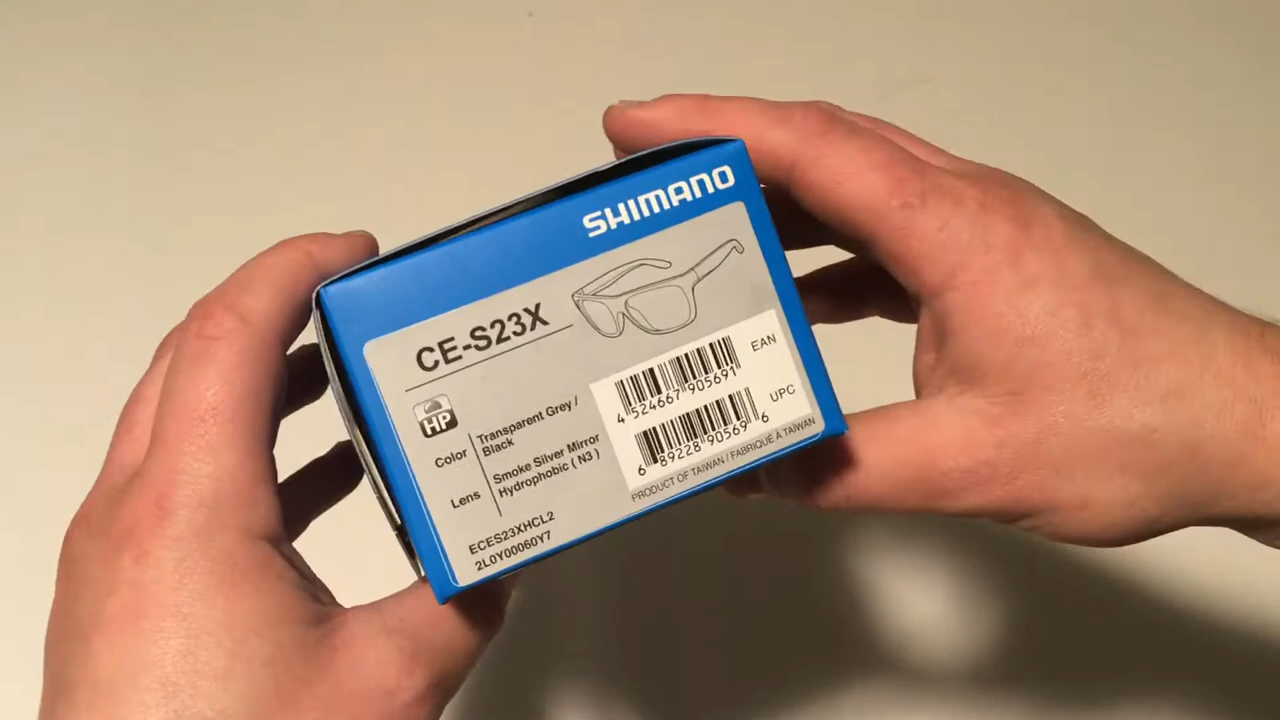 SHIMANO
CE-S23X
HP
Color
Transparent Grey /
Black
Lens
Smoke Silver Mirror
Hydrophobic ( N3 )
ECES23XHCL2
2L0Y00060Y7
EAN
4 524667 905691
UPC
6 89228 90569 6
PRODUCT OF TAIWAN / FABRIQUÉ À TAIWAN